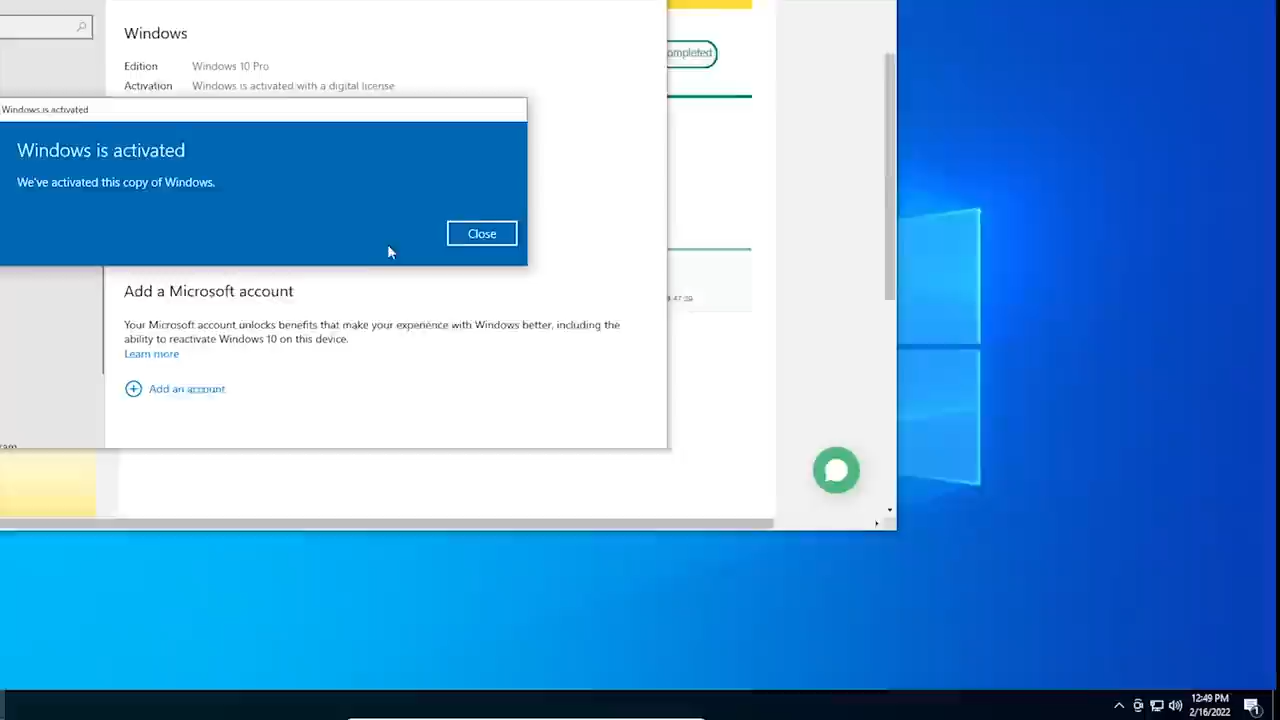 Windows
ompleted
Edition Windows 10 Pro
Activation Windows is activated with a digital license
Windows is activated
Windows is activated
We've activated this copy of Windows.
Close
Add a Microsoft account
Your Microsoft account unlocks benefits that make your experience with Windows better, including the
ability to reactivate Windows 10 on this device.
Learn more
Add an account
12:49 PM
2/16/2022
1